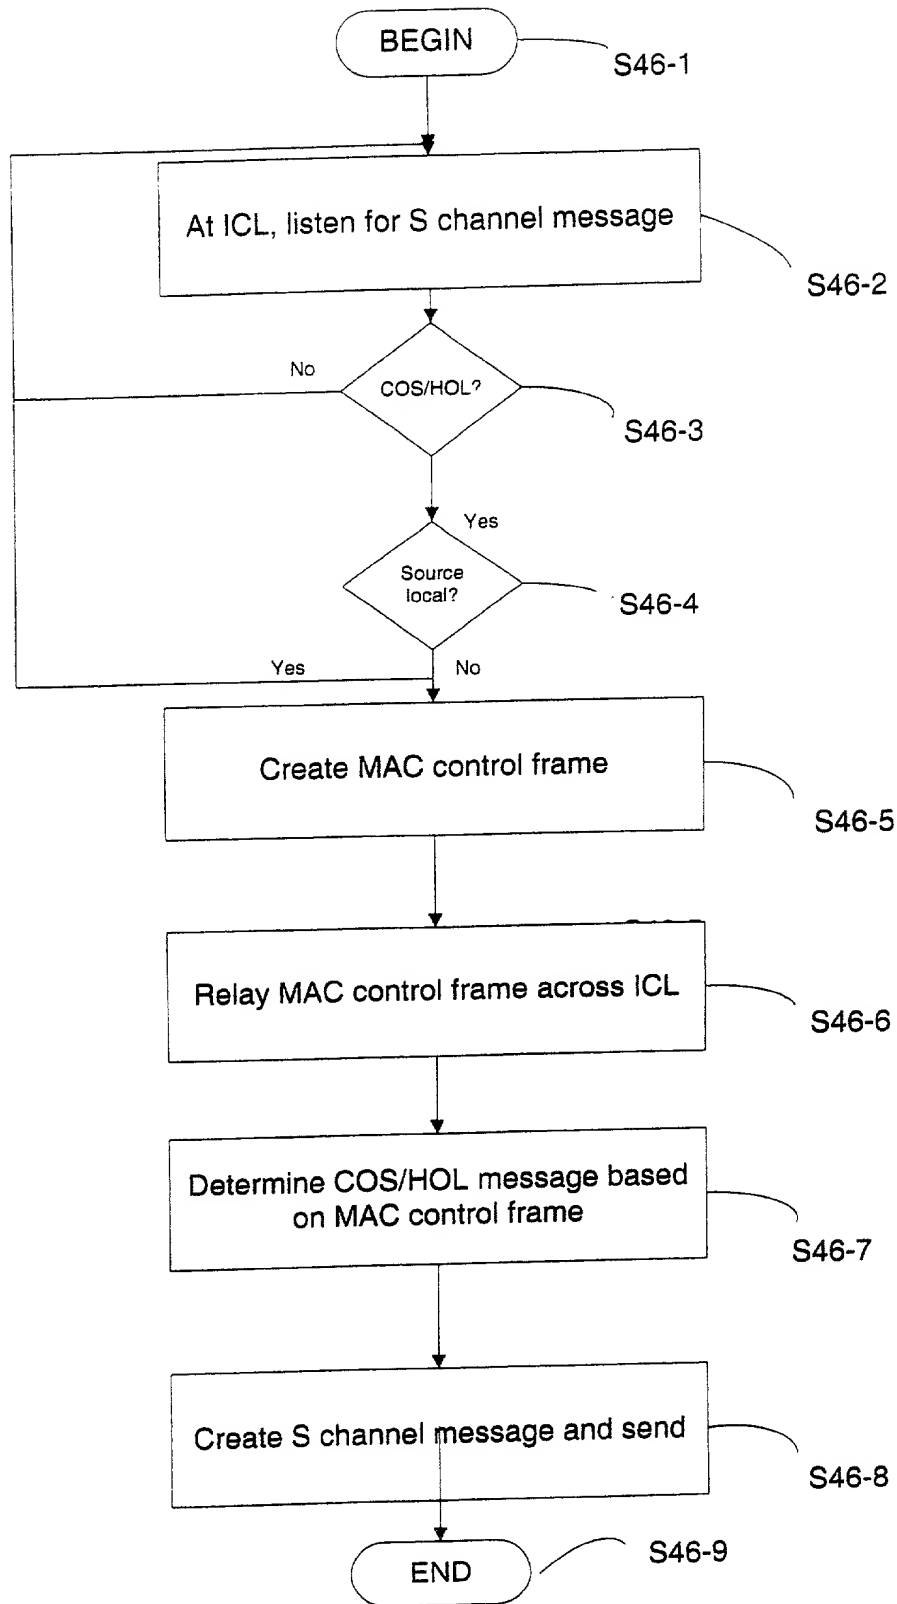 BEGIN
S46-1
At ICL, listen for S channel message
S46-2
No
COS/HOL?
S46-3
Yes
Source
local?
S46-4
Yes
No
Create MAC control frame
S46-5
Relay MAC control frame across ICL
S46-6
Determine COS/HOL message based
on MAC control frame
S46-7
Create S channel message and send
S46-8
END
S46-9